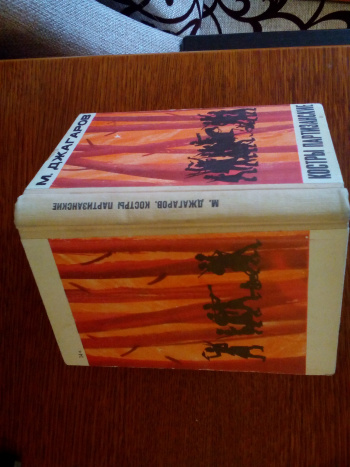 М. ДЖАГАРОВ
КОСТРЫ ПАРТИЗАНСКИЕ
М. ДЖАГАРОВ. КОСТРЫ ПАРТИЗАНСКИЕ